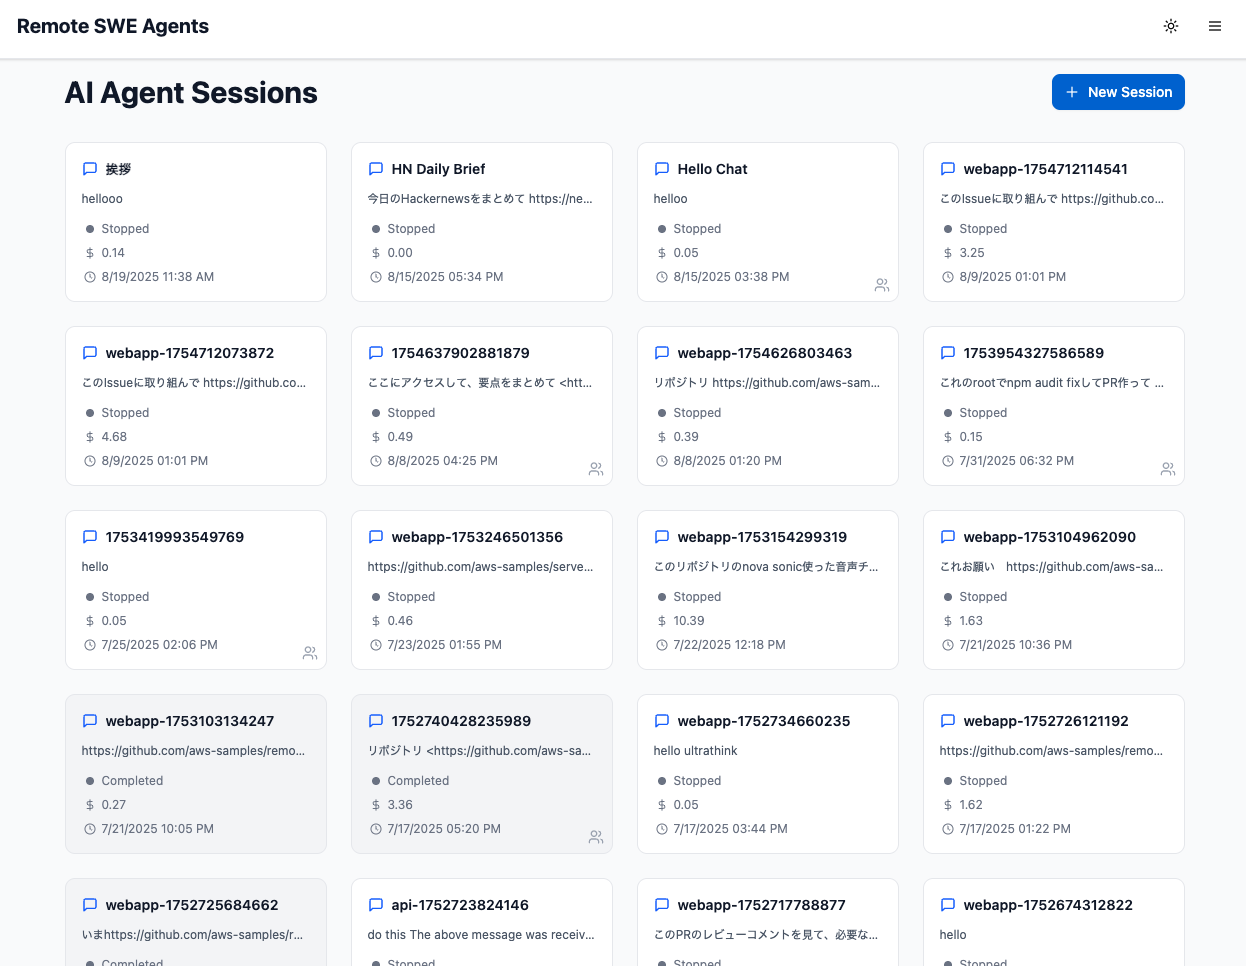 Remote SWE Agents
AI Agent Sessions
New Session
挨拶
hellooo
Stopped
$ 0.14
8/19/2025 11:38 AM
HN Daily Brief
今日のHackernewsをまとめて https://ne...
Stopped
$ 0.00
8/15/2025 05:34 PM
Hello Chat
helloo
Stopped
$ 0.05
8/15/2025 03:38 PM
webapp-1754712114541
このIssueに取り組んで https://github.co...
Stopped
$ 3.25
8/9/2025 01:01 PM
webapp-1754712073872
このIssueに取り組んで https://github.co...
Stopped
$ 4.68
8/9/2025 01:01 PM
1754637902881879
ここにアクセスして、要点をまとめて <htt...
Stopped
$ 0.49
8/8/2025 04:25 PM
webapp-1754626803463
リポジトリ https://github.com/aws-sam...
Stopped
$ 0.39
8/8/2025 01:20 PM
1753954327586589
これのrootでnpm audit fixしてPR作って ...
Stopped
$ 0.15
7/31/2025 06:32 PM
1753419993549769
hello
Stopped
$ 0.05
7/25/2025 02:06 PM
webapp-1753246501356
https://github.com/aws-samples/serve...
Stopped
$ 0.46
7/23/2025 01:55 PM
webapp-1753154299319
このリポジトリのnova sonic使った音声チ...
Stopped
$ 10.39
7/22/2025 12:18 PM
webapp-1753104962090
これお願い　https://github.com/aws-sa...
Stopped
$ 1.63
7/21/2025 10:36 PM
webapp-1753103134247
https://github.com/aws-samples/remo...
Completed
$ 0.27
7/21/2025 10:05 PM
1752740428235989
リポジトリ <https://github.com/aws-sa...
Completed
$ 3.36
7/17/2025 05:20 PM
webapp-1752734660235
hello ultrathink
Stopped
$ 0.05
7/17/2025 03:44 PM
webapp-1752726121192
https://github.com/aws-samples/remo...
Stopped
$ 1.62
7/17/2025 01:22 PM
webapp-1752725684662
いまhttps://github.com/aws-samples/r...
Completed
api-1752723824146
do this The above message was receiv...
Stopped
webapp-1752717788877
このPRのレビューコメントを見て、必要な...
Stopped
webapp-1752674312822
hello
Stopped